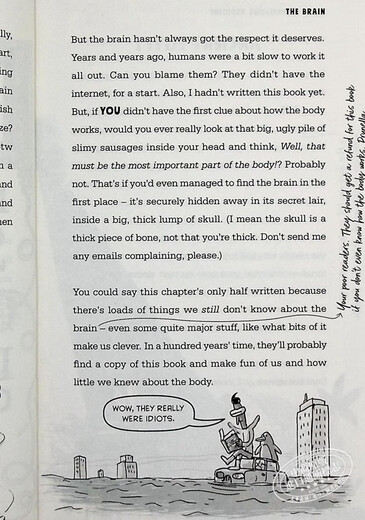 THE BRAIN
But the brain hasn't always got the respect it deserves.
Years and years ago, humans were a bit slow to work it
all out. Can you blame them? They didn't have the
internet, for a start. Also, I hadn't written this book yet.
But, if YOU didn't have the first clue about how the body
works, would you ever really look at that big, ugly pile of
slimy sausages inside your head and think, Well, that
must be the most important part of the body!? Probably
not. That's if you'd even managed to find the brain in the
first place – it's securely hidden away in its secret lair,
inside a big, thick lump of skull. (I mean the skull is a
thick piece of bone, not that you're thick. Don't send me
any emails complaining, please.)
You could say this chapter's only half written because
there's loads of things we still don't know about the
brain – even some quite major stuff, like what bits of it
make us clever. In a hundred years' time, they'll probably
find a copy of this book and make fun of us and how
little we knew about the body.
Your poor readers. They should get a refund for this book
if you don't even know how the body works. Prunella
WOW, THEY REALLY
WERE IDIOTS.
lly,
art,
ing
ain
ish
ze?
tw
n a
and
and
hen